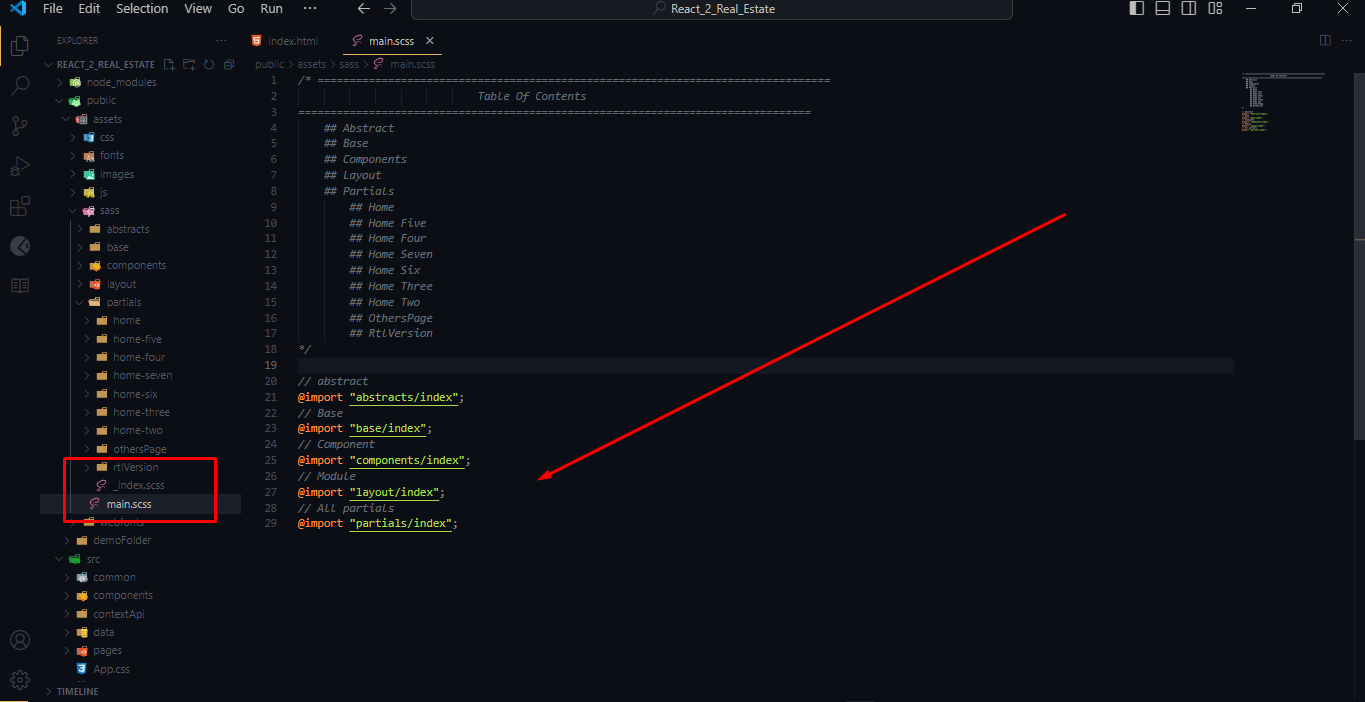 File Edit Selection View Go Run ··· ← → React_2_Real_Estate
EXPLORER ···
index.html main.scss ×
REACT_2_REAL_ESTATE
public > assets > sass > main.scss
node_modules
public
assets
css
fonts
images
js
sass
abstracts
base
components
layout
partials
home
home-five
home-four
home-seven
home-six
home-three
home-two
othersPage
rtlVersion
_index.scss
main.scss
webfonts
demoFolder
src
common
components
contextApi
data
pages
App.css
TIMELINE
1 /* ================================================================================
2 Table Of Contents
3 ================================================================================
4 ## Abstract
5 ## Base
6 ## Components
7 ## Layout
8 ## Partials
9 ## Home
10 ## Home Five
11 ## Home Four
12 ## Home Seven
13 ## Home Six
14 ## Home Three
15 ## Home Two
16 ## OthersPage
17 ## RtlVersion
18 */
19
20 // abstract
21 @import "abstracts/index";
22 // Base
23 @import "base/index";
24 // Component
25 @import "components/index";
26 // Module
27 @import "layout/index";
28 // All partials
29 @import "partials/index";